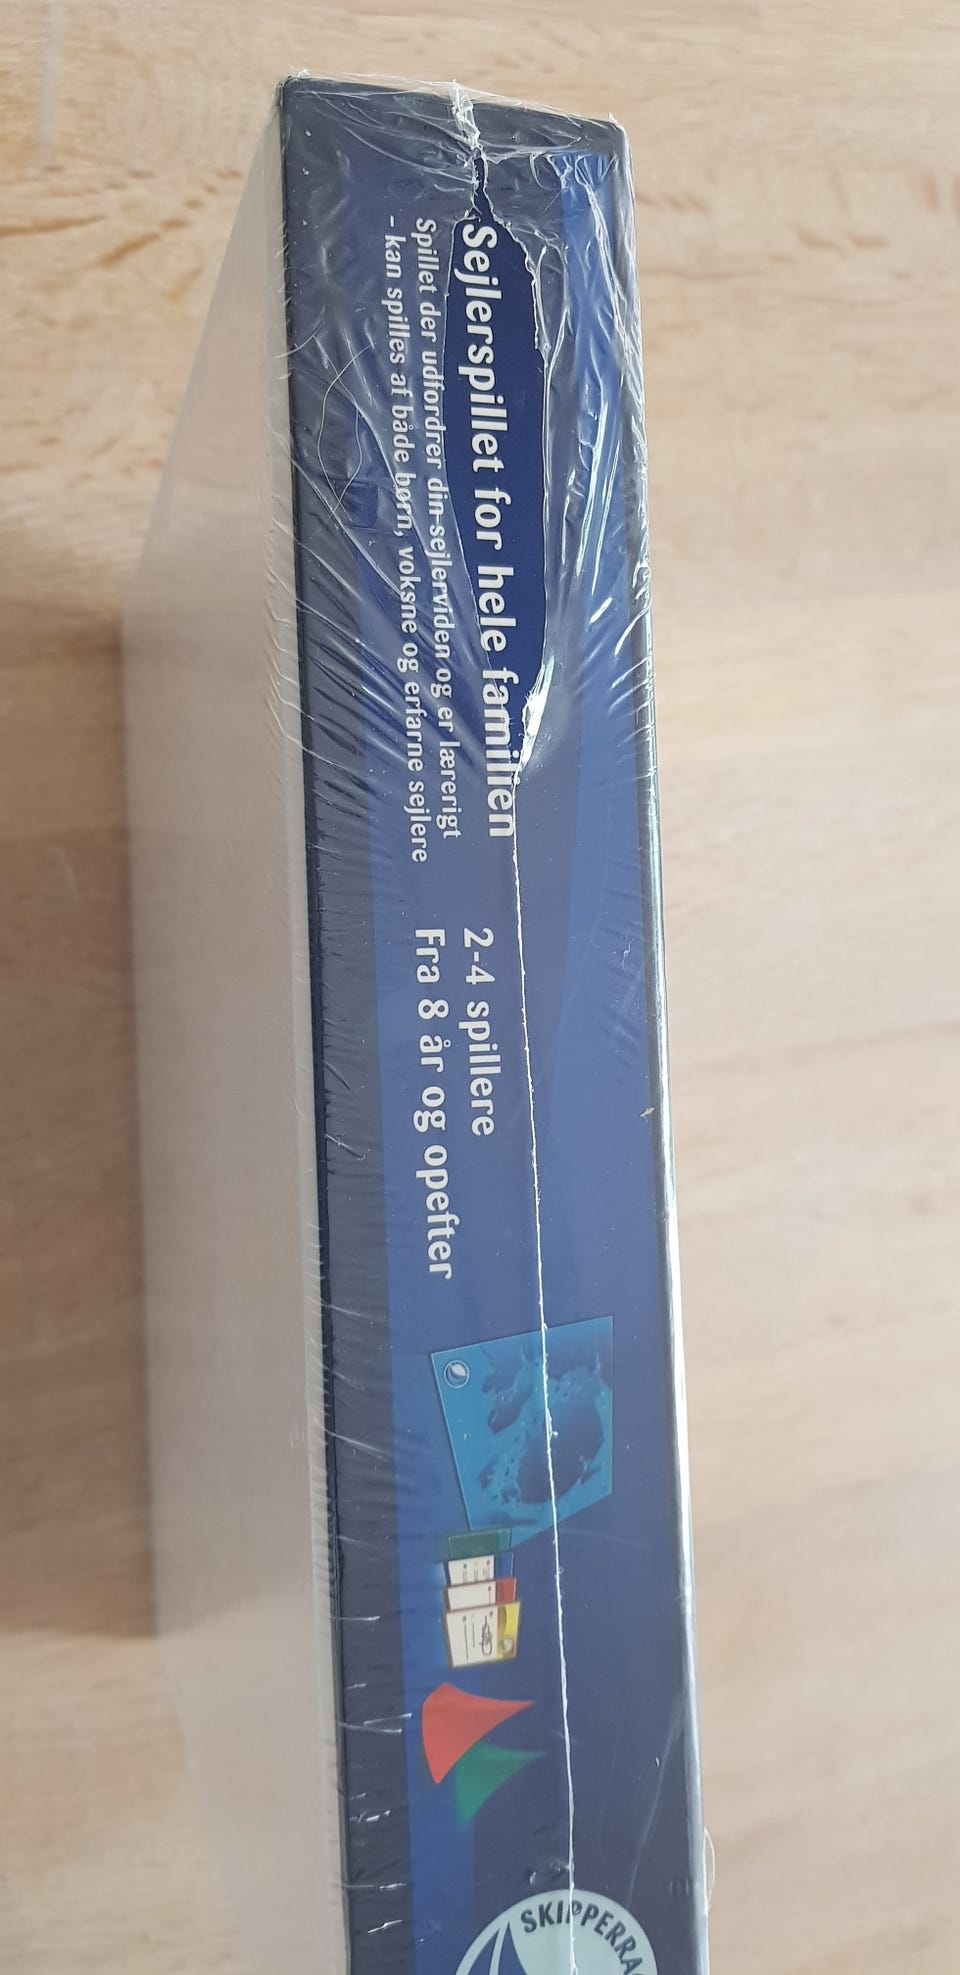 Sejlerspillet for hele familien
Spillet der udfordrer din sejlerviden og er lærerigt
- kan spilles af både børn, voksne og erfarne sejlere
2-4 spillere
Fra 8 år og opefter